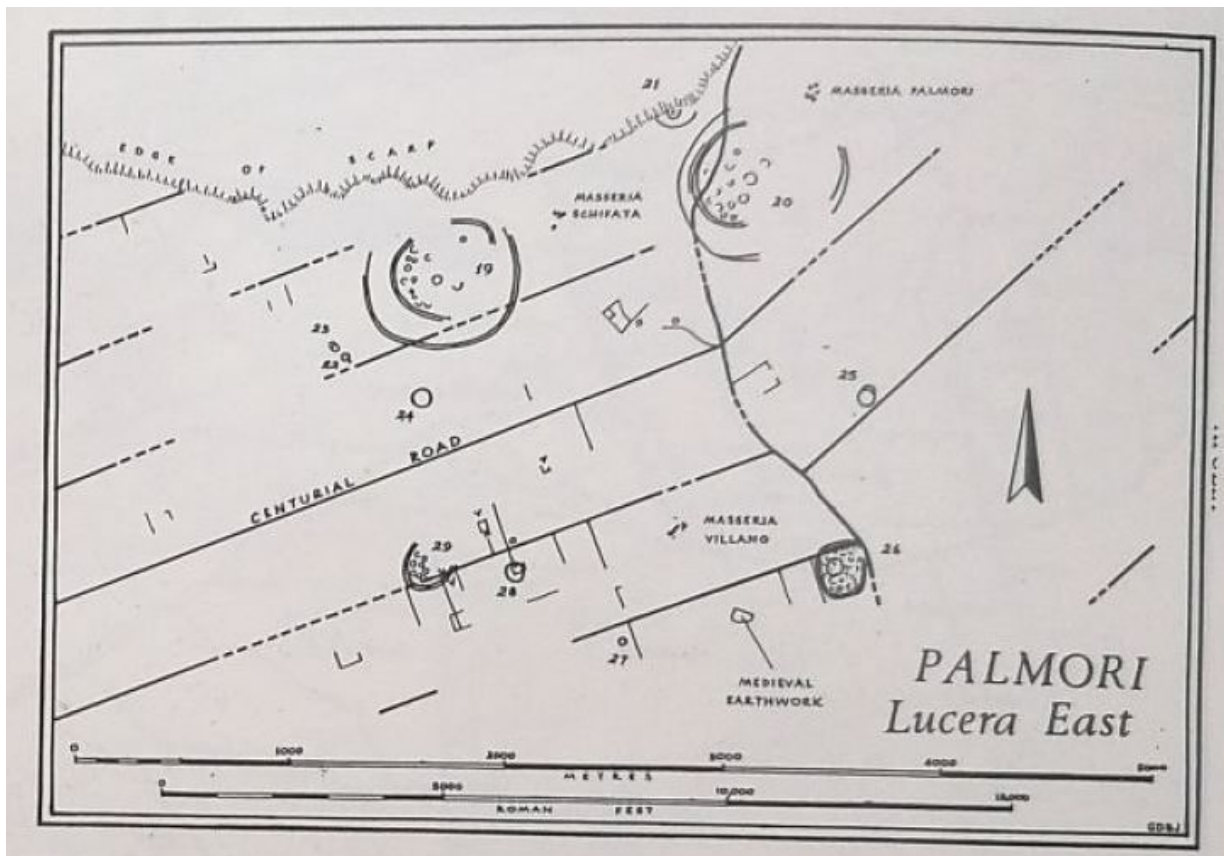 21
MASSERIA PALMORI
EDGE OF SCARP
MASSERIA
SCHIFATA
20
19
23
22
25
24
CENTURIAL ROAD
29
MASSERIA
VILLANO
26
28
27
MEDIEVAL
EARTHWORK
PALMORI
Lucera East
0 1000 2000 3000 4000 5000
METRES
0 5000 10,000 15,000
ROMAN FEET
GDBJ